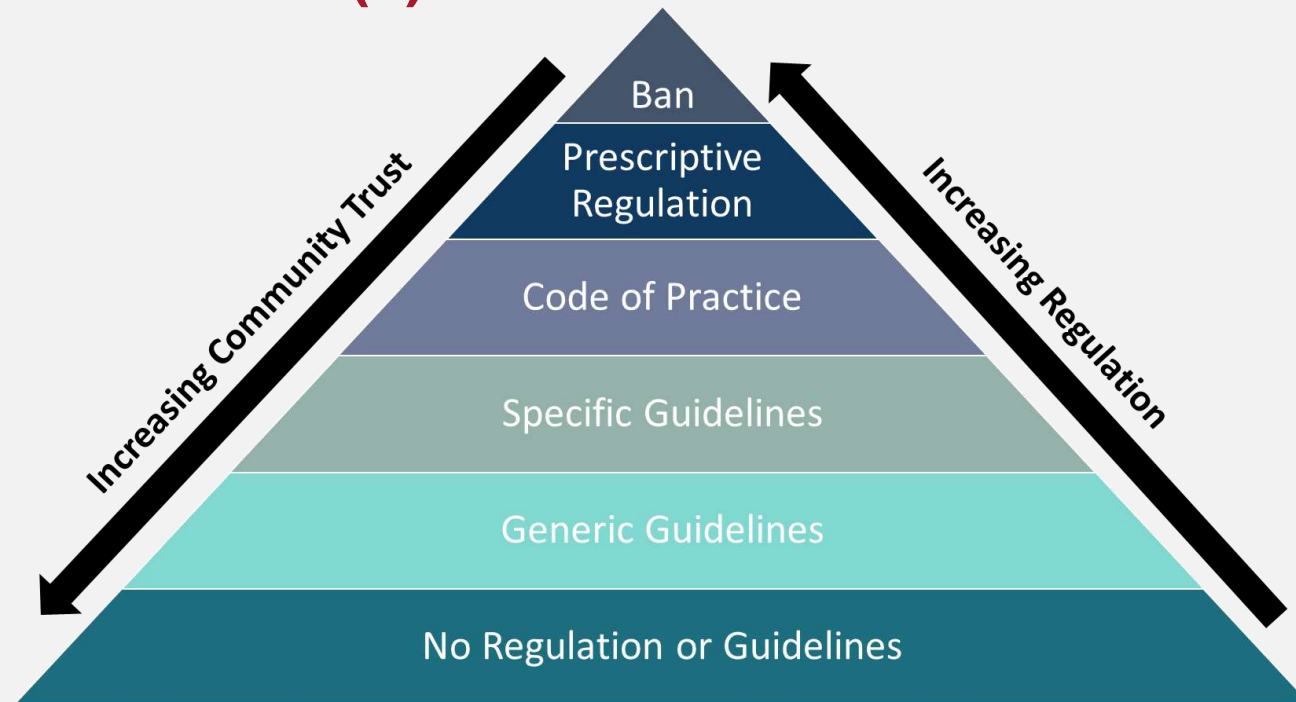 Ban
Prescriptive
Regulation
Code of Practice
Specific Guidelines
Generic Guidelines
No Regulation or Guidelines
Increasing Community Trust
Increasing Regulation